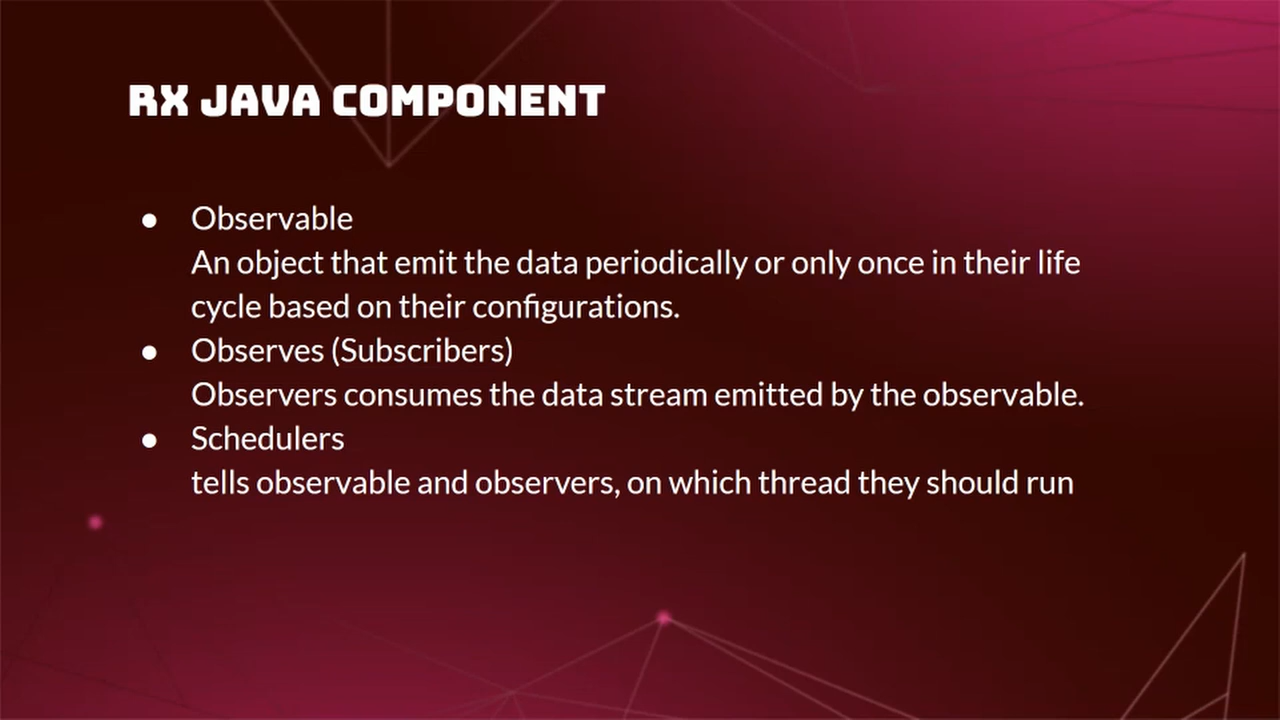 RX JAVA COMPONENT
● Observable
An object that emit the data periodically or only once in their life
cycle based on their configurations.
● Observes (Subscribers)
Observers consumes the data stream emitted by the observable.
● Schedulers
tells observable and observers, on which thread they should run